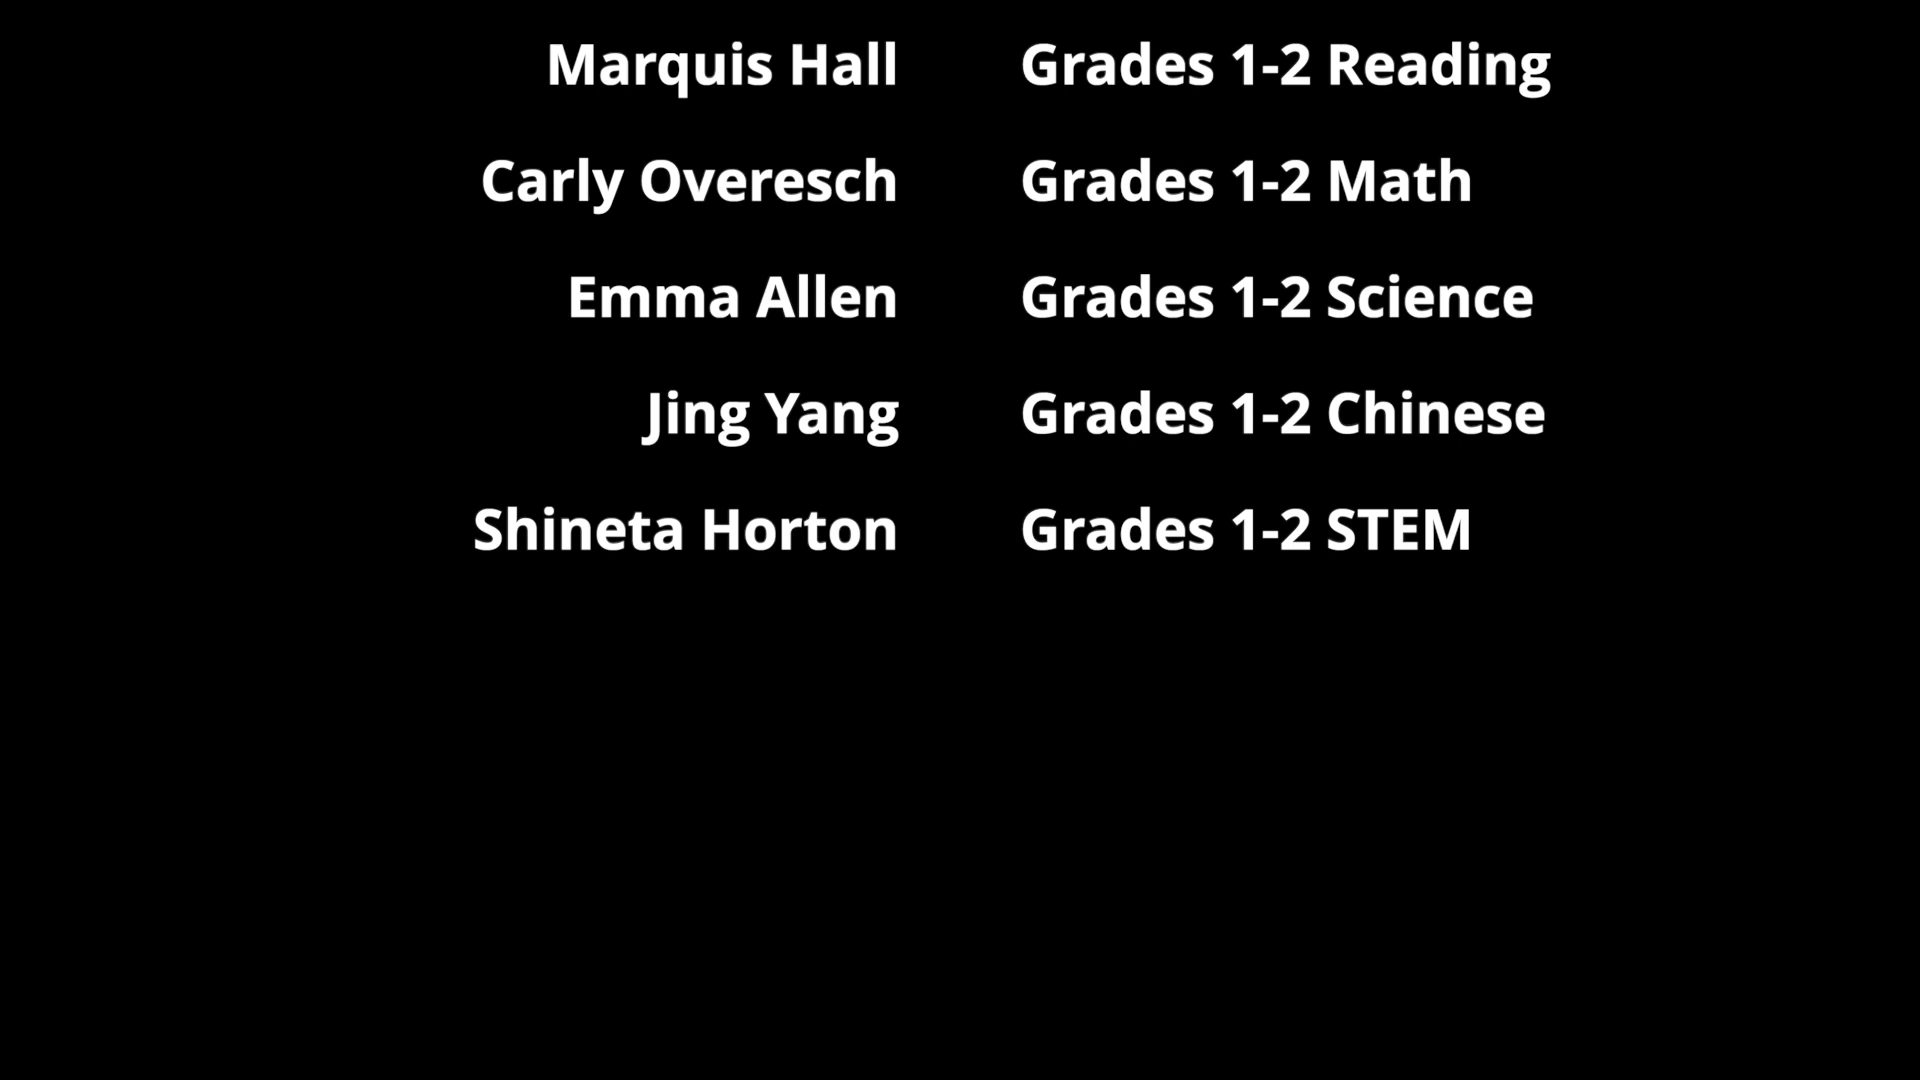 Marquis Hall Grades 1-2 Reading
Carly Overesch Grades 1-2 Math
Emma Allen Grades 1-2 Science
Jing Yang Grades 1-2 Chinese
Shineta Horton Grades 1-2 STEM